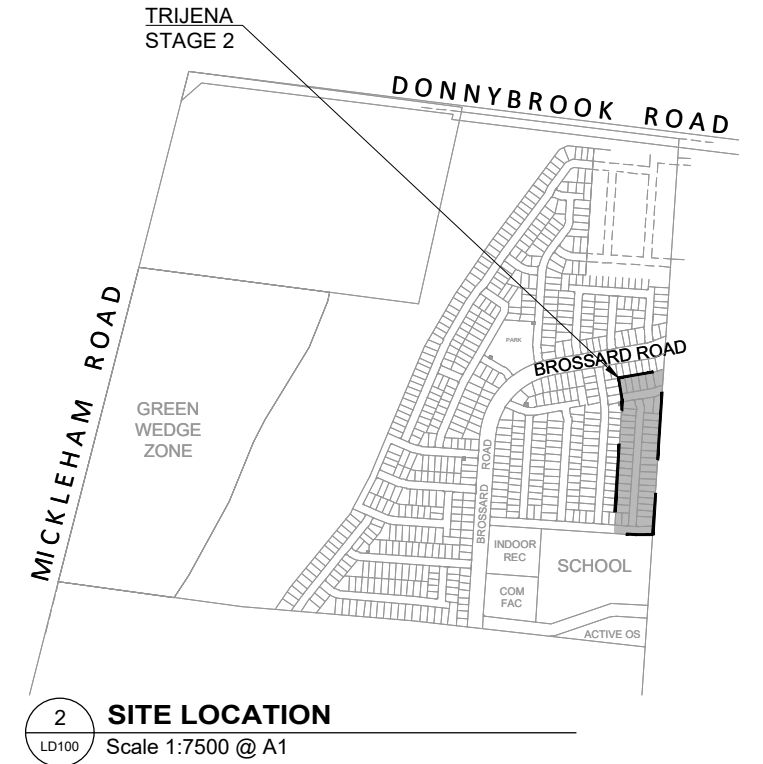 TRIJENA
STAGE 2
DONNYBROOK ROAD
MICKLEHAM ROAD
PARK
BROSSARD ROAD
GREEN
WEDGE
ZONE
BROSSARD ROAD
INDOOR
REC
SCHOOL
COM
FAC
ACTIVE OS
2
LD100
SITE LOCATION
Scale 1:7500 @ A1